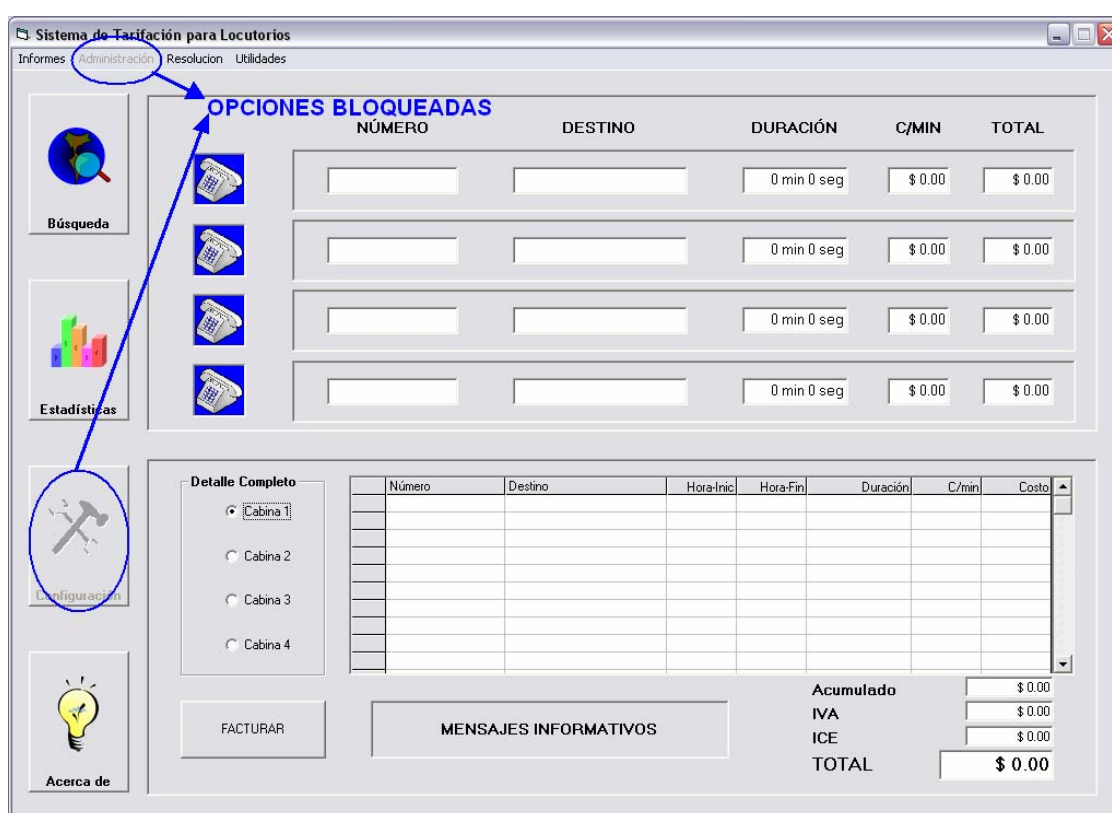 Sistema de Tarifación para Locutorios
Informes Administración Resolucion Utilidades
OPCIONES BLOQUEADAS
NÚMERO DESTINO DURACIÓN C/MIN TOTAL
0 min 0 seg $ 0.00 $ 0.00
Búsqueda
0 min 0 seg $ 0.00 $ 0.00
0 min 0 seg $ 0.00 $ 0.00
0 min 0 seg $ 0.00 $ 0.00
Estadísticas
Detalle Completo
Número Destino Hora-Inic Hora-Fin Duración C/min Costo
Cabina 1
Cabina 2
Cabina 3
Cabina 4
Configuración
Acumulado $ 0.00
IVA $ 0.00
ICE $ 0.00
TOTAL $ 0.00
FACTURAR
MENSAJES INFORMATIVOS
Acerca de